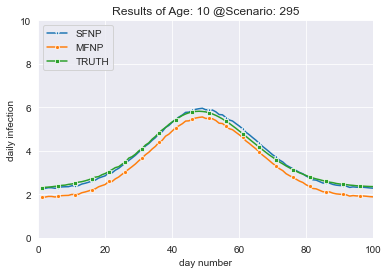 Results of Age: 10 @Scenario: 295
SFNP
MFNP
TRUTH
daily infection
10
8
6
4
2
0
0 20 40 60 80 100
day number